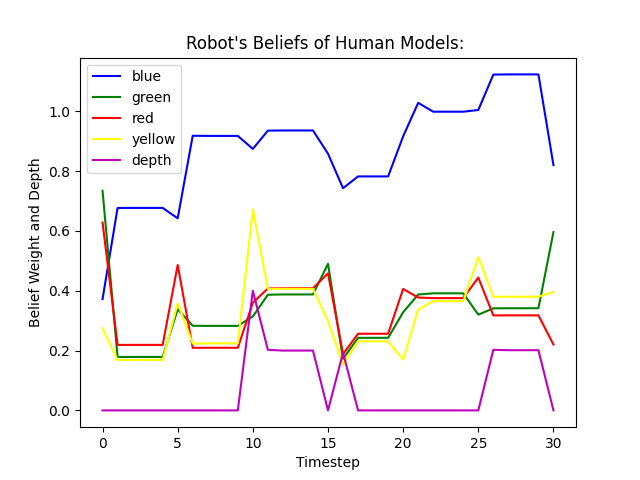 Robot's Beliefs of Human Models:
blue
green
red
yellow
depth
Belief Weight and Depth
1.0
0.8
0.6
0.4
0.2
0.0
0 5 10 15 20 25 30
Timestep